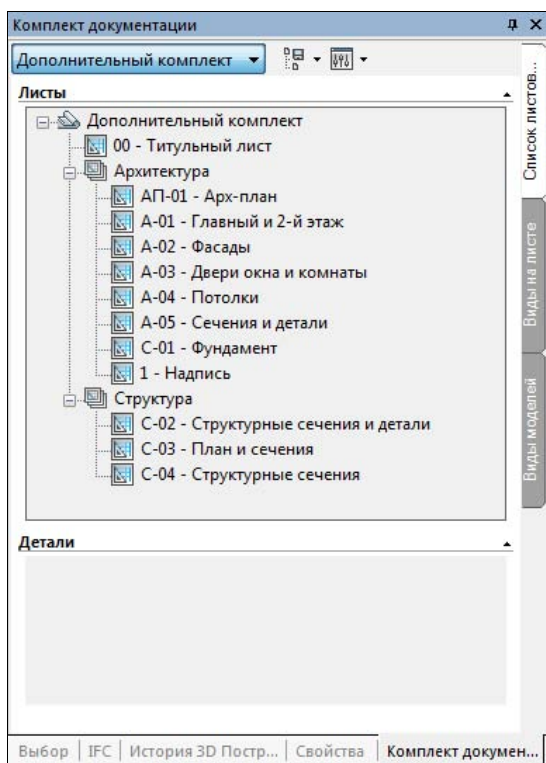 Комплект документации
Дополнительный комплект
Листы
Дополнительный комплект
00 - Титульный лист
Архитектура
АП-01 - Арх-план
А-01 - Главный и 2-й этаж
А-02 - Фасады
А-03 - Двери окна и комнаты
А-04 - Потолки
А-05 - Сечения и детали
С-01 - Фундамент
1 - Надпись
Структура
С-02 - Структурные сечения и детали
С-03 - План и сечения
С-04 - Структурные сечения
Детали
Список листов...
Виды на листе
Виды моделей
Выбор IFC История 3D Постр... Свойства Комплект докумен...